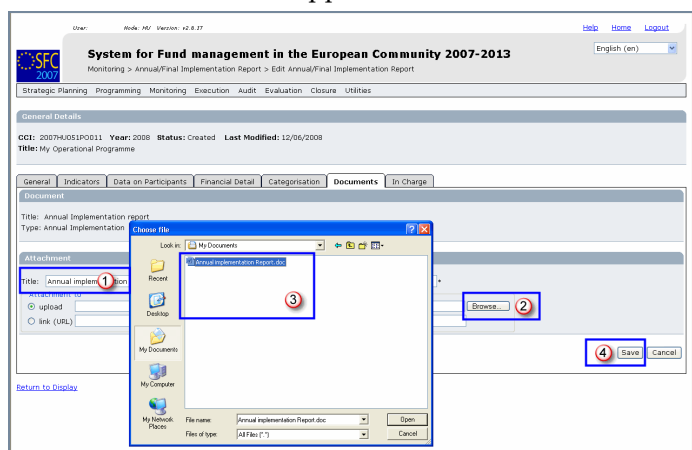 User: Node: MU Version: v2.6.17 Help Home Logout
SFC 2007
System for Fund management in the European Community 2007-2013
English (en)
Monitoring > Annual/Final Implementation Report > Edit Annual/Final Implementation Report
Strategic Planning Programming Monitoring Execution Audit Evaluation Closure Utilities
General Details
CCI: 2007HU051PO011 Year: 2008 Status: Created Last Modified: 12/06/2008
Title: My Operational Programme
General Indicators Data on Participants Financial Detail Categorisation Documents In Charge
Document
Title: Annual Implementation report
Type: Annual Implementation
Attachment
Title: Annual implementation
1
Attachment to
upload
Browse... 2
link (URL)
4 Save Cancel
Return to Display
Choose file
Look in: My Documents
Annual implementation Report.doc
3
Recent
Desktop
My Documents
My Computer
My Network Places
File name: Annual implementation Report.doc Open
Files of type: All Files (*.*) Cancel